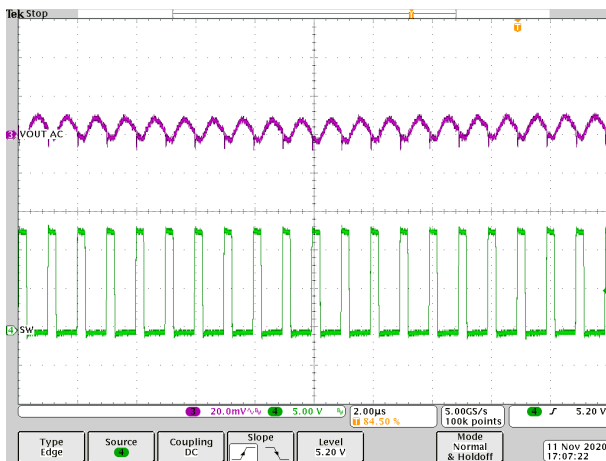 Tek Stop
T
T
3 VOUT AC
4 SW
3 20.0mV 4 5.00 V
2.00µs
T 84.50 %
5.00GS/s
100k points
4 5.20 V
Type
Edge
Source
4
Coupling
DC
Slope
Level
5.20 V
Mode
Normal
& Holdoff
11 Nov 2020
17:07:22